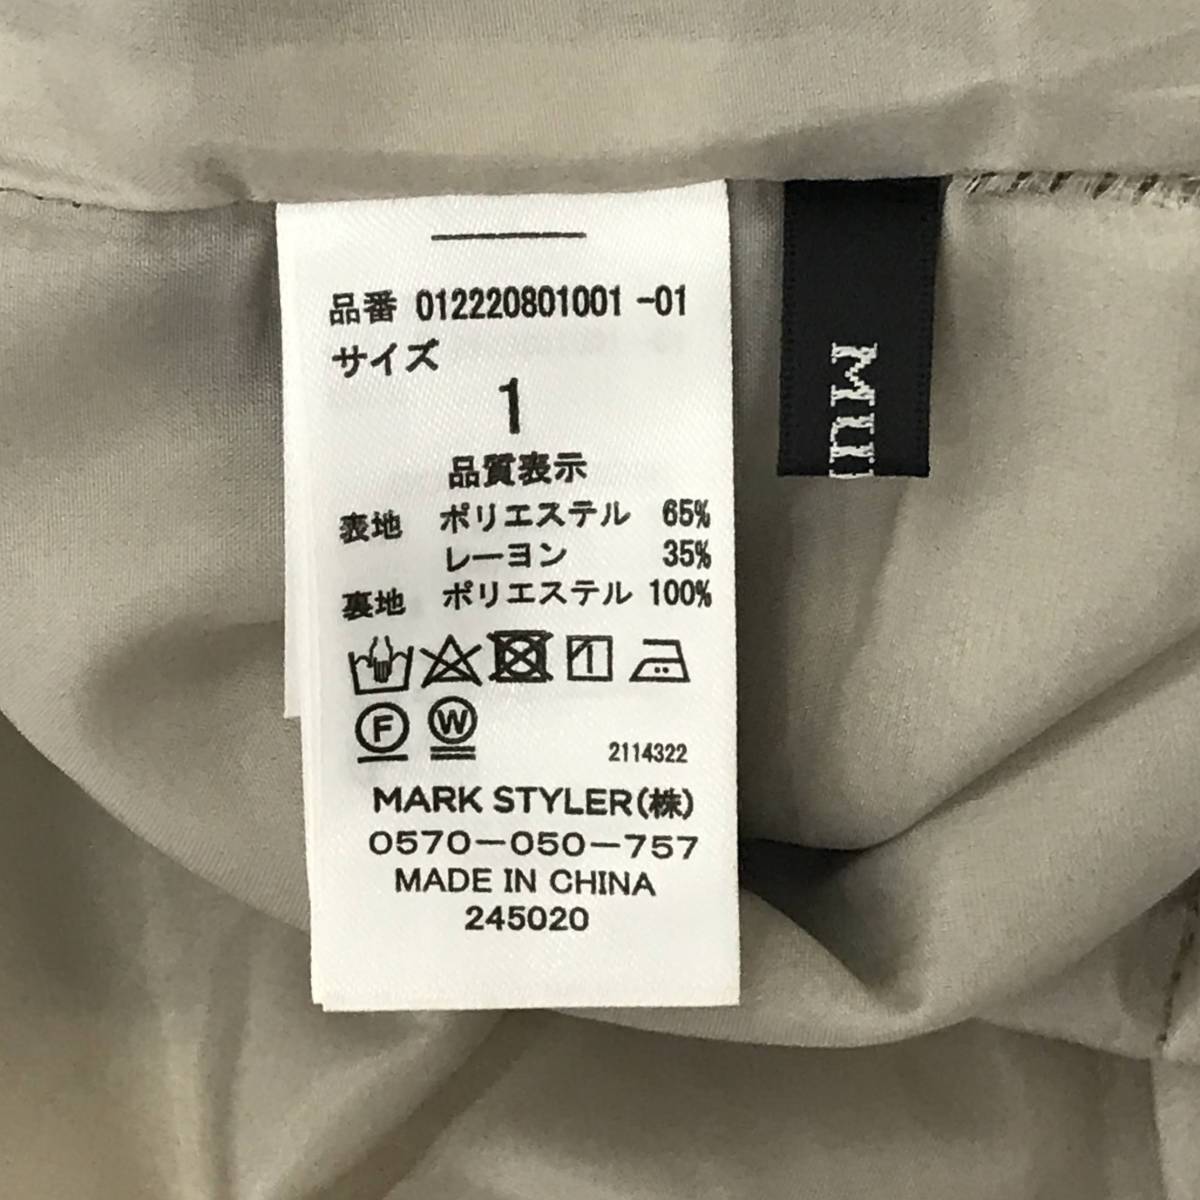 品番 012220801001 -01
サイズ
1
品質表示
表地 ポリエステル 65%
レーヨン 35%
裏地 ポリエステル 100%
F W
2114322
MARK STYLER(株)
0570-050-757
MADE IN CHINA
245020